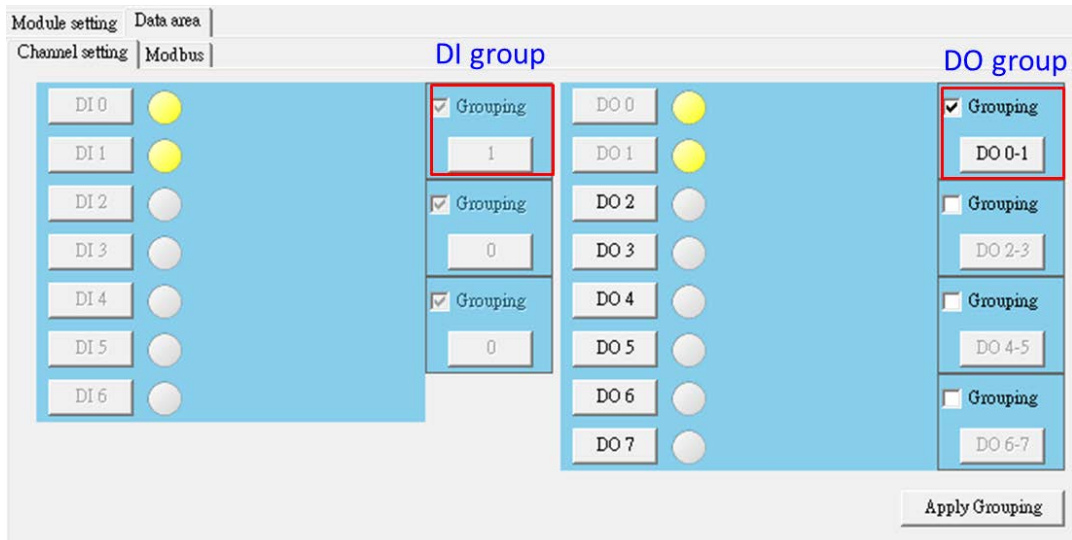 Module setting Data area
Channel setting Modbus
DI group
DO group
DI 0
Grouping
DI 1
1
DI 2
Grouping
DI 3
0
DI 4
Grouping
DI 5
0
DI 6
DO 0
Grouping
DO 1
DO 0-1
DO 2
Grouping
DO 3
DO 2-3
DO 4
Grouping
DO 5
DO 4-5
DO 6
Grouping
DO 7
DO 6-7
Apply Grouping